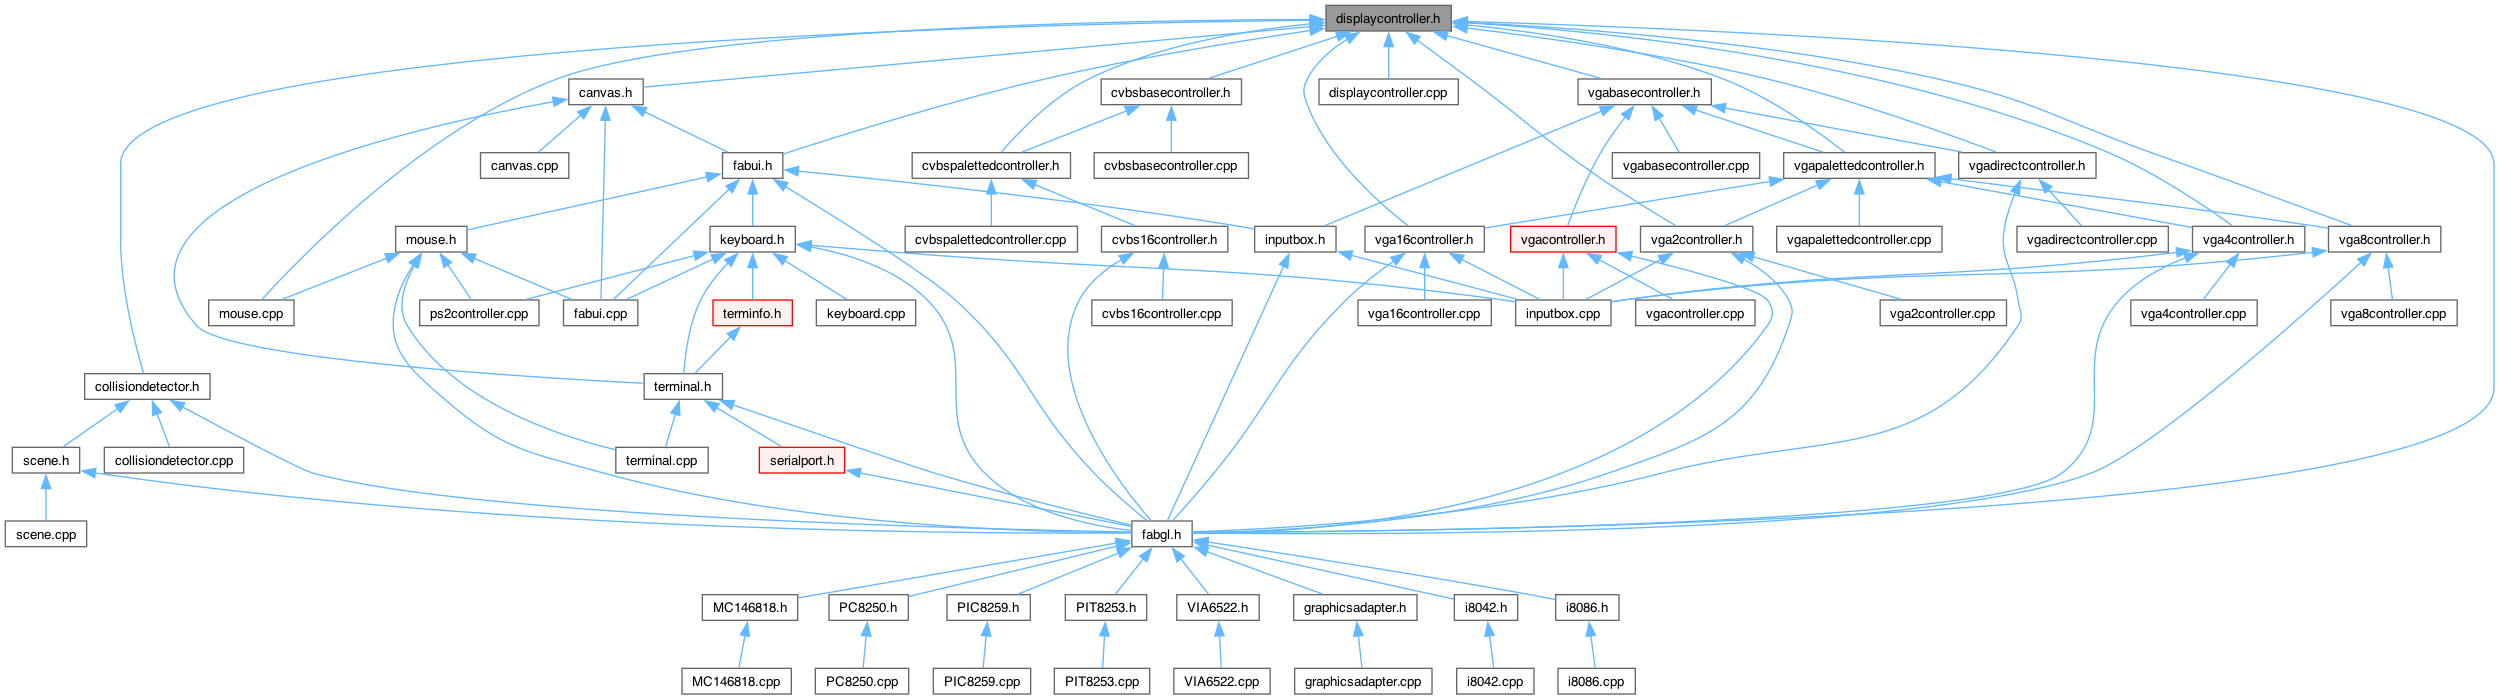 displaycontroller.h
canvas.h
cvbsbasecontroller.h
displaycontroller.cpp
vgabasecontroller.h
canvas.cpp
fabui.h
cvbspalettedcontroller.h
cvbsbasecontroller.cpp
vgabasecontroller.cpp
vgapalettedcontroller.h
vgadirectcontroller.h
mouse.h
keyboard.h
cvbspalettedcontroller.cpp
cvbs16controller.h
inputbox.h
vga16controller.h
vgacontroller.h
vga2controller.h
vgapalettedcontroller.cpp
vgadirectcontroller.cpp
vga4controller.h
vga8controller.h
mouse.cpp
ps2controller.cpp
fabui.cpp
terminfo.h
keyboard.cpp
cvbs16controller.cpp
vga16controller.cpp
inputbox.cpp
vgacontroller.cpp
vga2controller.cpp
vga4controller.cpp
vga8controller.cpp
collisiondetector.h
terminal.h
scene.h
collisiondetector.cpp
terminal.cpp
serialport.h
scene.cpp
fabgl.h
MC146818.h
PC8250.h
PIC8259.h
PIT8253.h
VIA6522.h
graphicsadapter.h
i8042.h
i8086.h
MC146818.cpp
PC8250.cpp
PIC8259.cpp
PIT8253.cpp
VIA6522.cpp
graphicsadapter.cpp
i8042.cpp
i8086.cpp